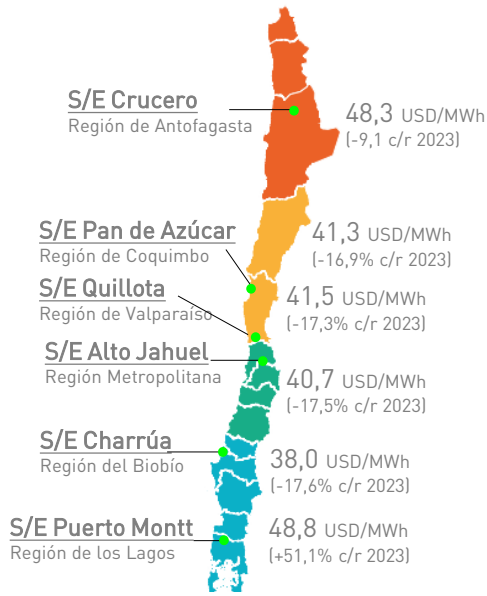 S/E Crucero
Región de Antofagasta
48,3 USD/MWh
(-9,1 c/r 2023)
S/E Pan de Azúcar
Región de Coquimbo
41,3 USD/MWh
(-16,9% c/r 2023)
S/E Quillota
Región de Valparaíso
41,5 USD/MWh
(-17,3% c/r 2023)
S/E Alto Jahuel
Región Metropolitana
40,7 USD/MWh
(-17,5% c/r 2023)
S/E Charrúa
Región del Biobío
38,0 USD/MWh
(-17,6% c/r 2023)
S/E Puerto Montt
Región de los Lagos
48,8 USD/MWh
(+51,1% c/r 2023)